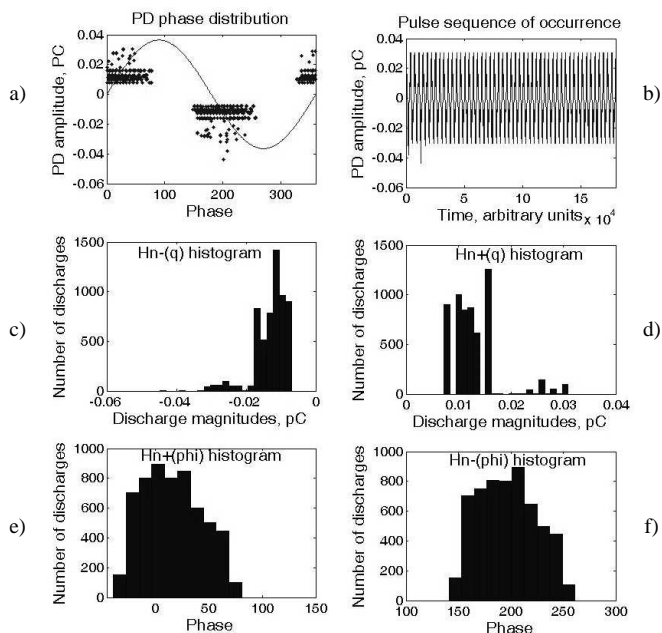 PD phase distribution
0.04
0.02
0
-0.02
-0.04
0.06
PD amplitude, PC
a)
0
100
200
300
Phase
Pulse sequence of occurrence
0.04
0.02
0
-0.02
0.04
0.06
PD amplitude, pC
b)
0
5
10
15
Time, arbitrary units x 10^4
Hn-(q) histogram
1500
1000
500
0
Number of discharges
c)
-0.06
-0.04
-0.02
0
Discharge magnitudes, pC
Hn+(q) histogram
1500
1000
500
0
Number of discharges
d)
0
0.01
0.02
0.03
0.04
Discharge magnitudes, pC
Hn+(phi) histogram
1000
800
600
400
200
0
Number of discharges
e)
0
50
100
150
Phase
Hn-(phi) histogram
1000
800
600
400
200
0
Number of discharges
f)
100
150
200
250
300
Phase